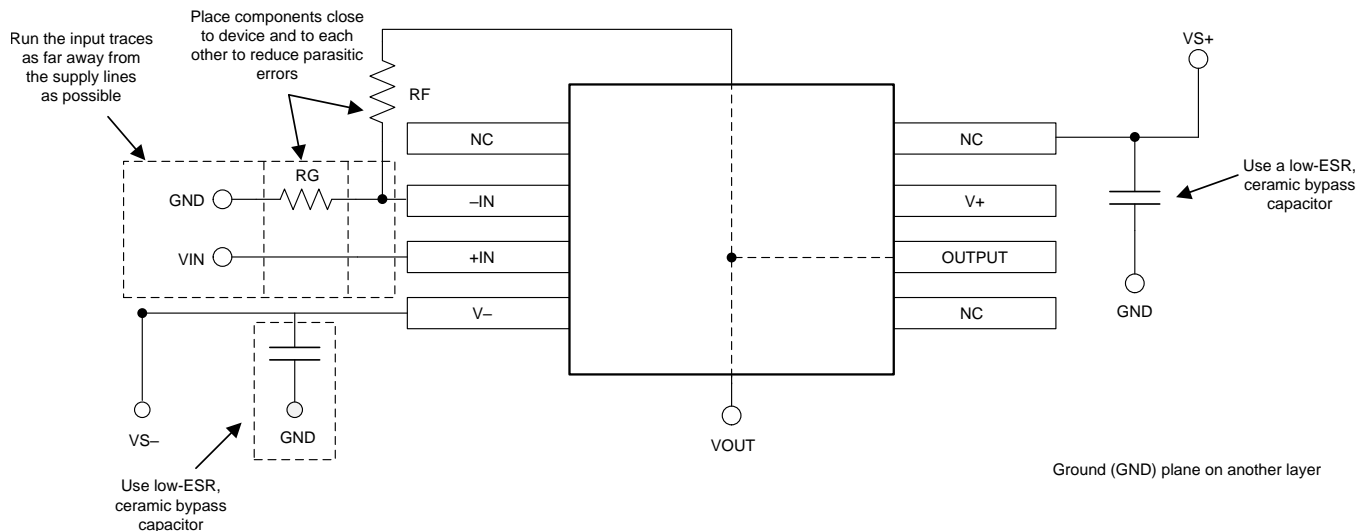 Place components close
to device and to each
other to reduce parasitic
errors
Run the input traces
as far away from
the supply lines
as possible
VS+
RF
NC
NC
Use a low-ESR,
ceramic bypass
capacitor
RG
GND
–IN
V+
VIN
+IN
OUTPUT
V–
NC
GND
VS–
GND
VOUT
Ground (GND) plane on another layer
Use low-ESR,
ceramic bypass
capacitor